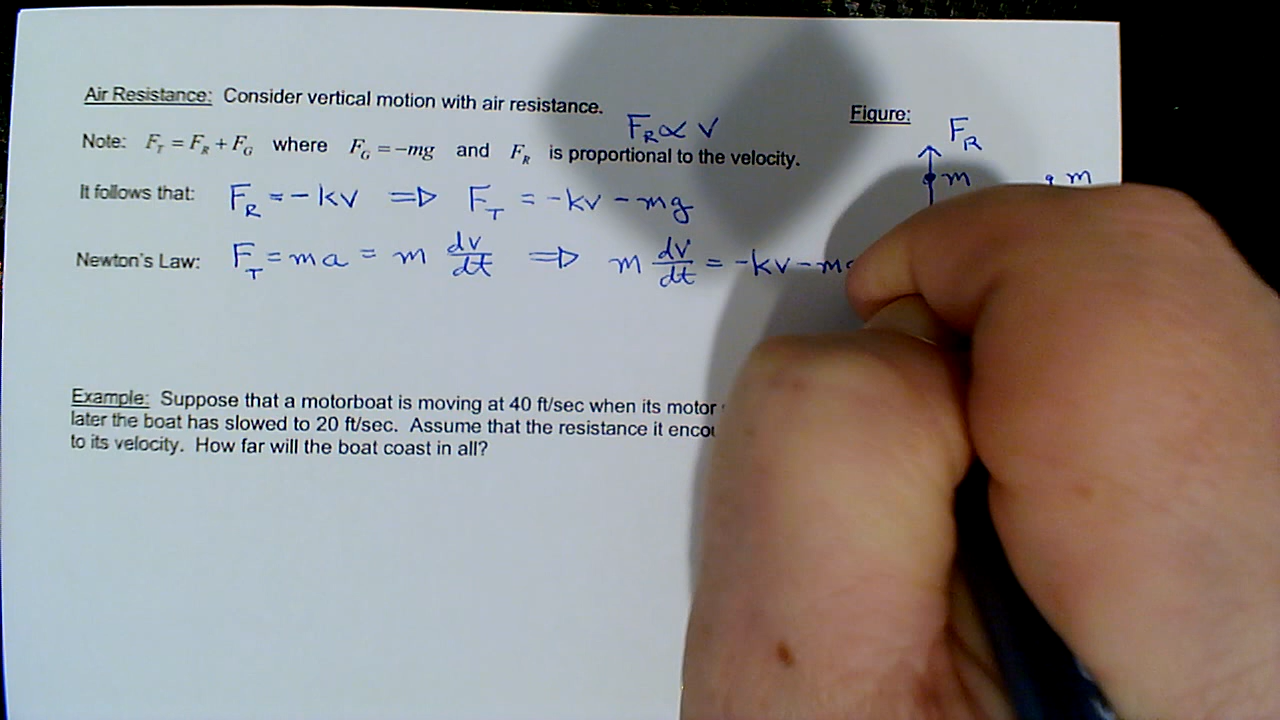 Air Resistance: Consider vertical motion with air resistance.
Figure:
F_R ∝ v
F_R
Note: F_T = F_R + F_G where F_G = -mg and F_R is proportional to the velocity.
m
m
It follows that: F_R = -kv ⇒ F_T = -kv - mg
Newton's Law: F_T = ma = m dv/dt ⇒ m dv/dt = -kv - m
Example: Suppose that a motorboat is moving at 40 ft/sec when its motor
later the boat has slowed to 20 ft/sec. Assume that the resistance it
to its velocity. How far will the boat coast in all?